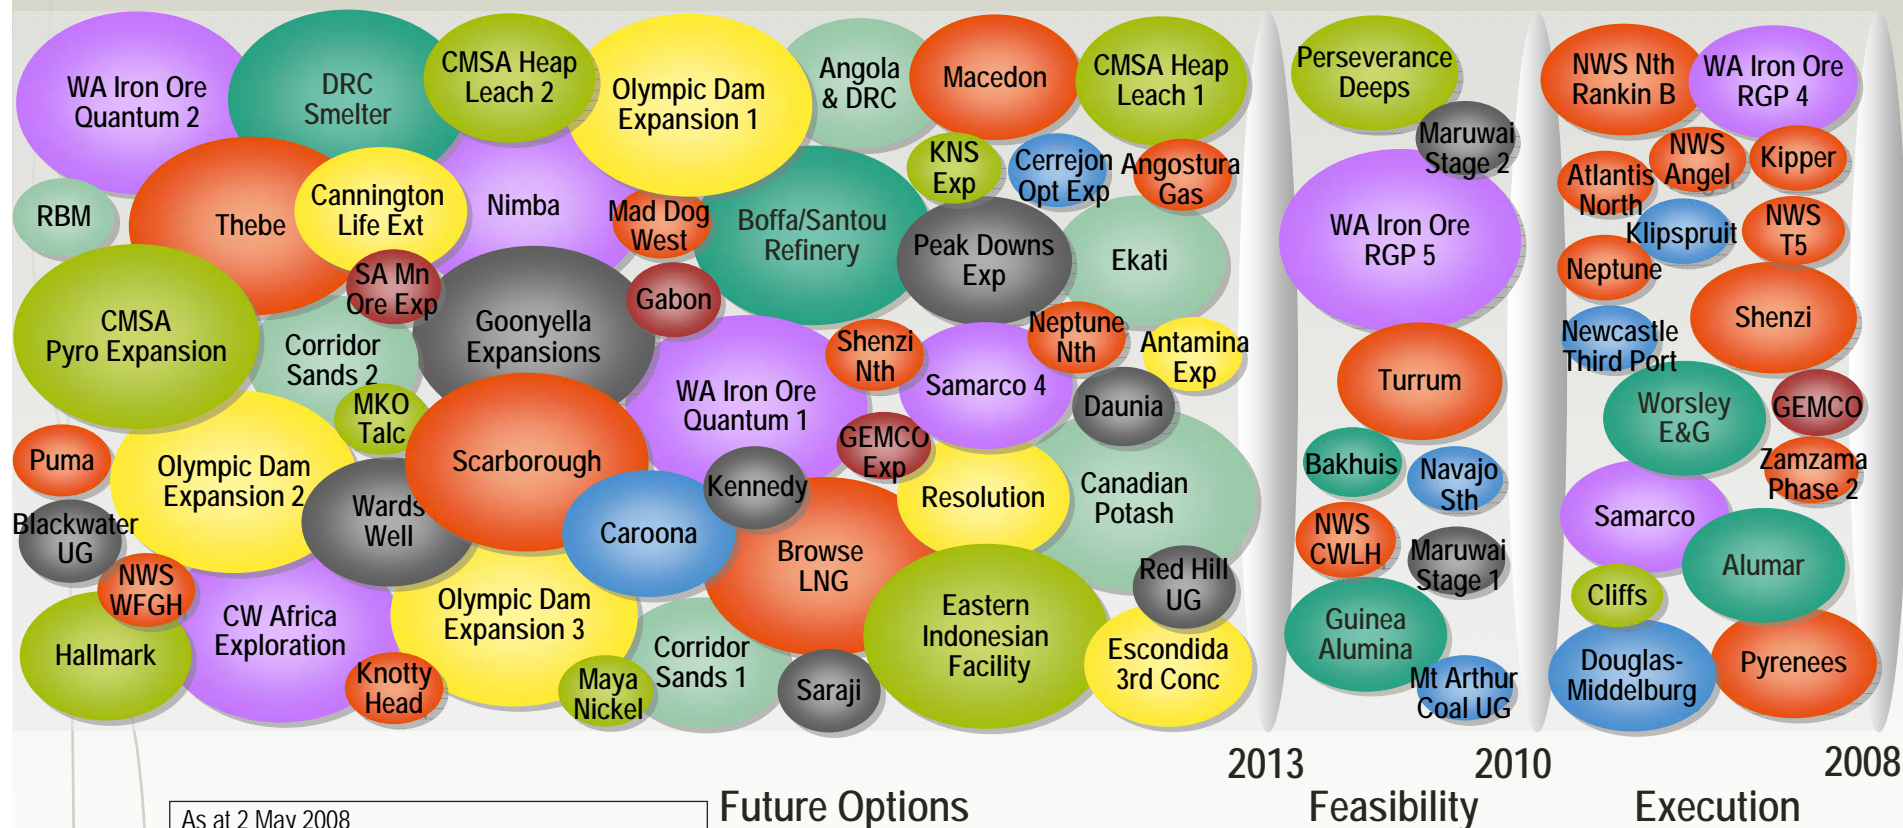 WA Iron Ore
Quantum 2
DRC
Smelter
CMSA Heap
Leach 2
Olympic Dam
Expansion 1
Angola
& DRC
Macedon
CMSA Heap
Leach 1
RBM
Thebe
Cannington
Life Ext
Nimba
Mad Dog
West
Boffa/Santou
Refinery
KNS
Exp
Cerrejon
Opt Exp
Angostura
Gas
Peak Downs
Exp
Ekati
CMSA
Pyro Expansion
SA Mn
Ore Exp
Corridor
Sands 2
Goonyella
Expansions
Gabon
Shenzi
Nth
Neptune
Nth
Antamina
Exp
WA Iron Ore
Quantum 1
Samarco 4
Daunia
MKO
Talc
Puma
Olympic Dam
Expansion 2
Wards
Well
Scarborough
GEMCO
Exp
Kennedy
Resolution
Canadian
Potash
Blackwater
UG
NWS
WFGH
Caroona
Browse
LNG
Red Hill
UG
Hallmark
CW Africa
Exploration
Knotty
Head
Olympic Dam
Expansion 3
Maya
Nickel
Corridor
Sands 1
Saraji
Eastern
Indonesian
Facility
Escondida
3rd Conc
Perseverance
Deeps
Maruwai
Stage 2
WA Iron Ore
RGP 5
Turrum
Bakhuis
Navajo
Sth
NWS
CWLH
Maruwai
Stage 1
Guinea
Alumina
Mt Arthur
Coal UG
NWS Nth
Rankin B
WA Iron Ore
RGP 4
NWS
Angel
Kipper
Atlantis
North
Klipspruit
NWS
T5
Neptune
Shenzi
Newcastle
Third Port
Worsley
E&G
GEMCO
Zamzama
Phase 2
Samarco
Alumar
Cliffs
Douglas-
Middelburg
Pyrenees
2013
2010
2008
Future Options
Feasibility
Execution
As at 2 May 2008